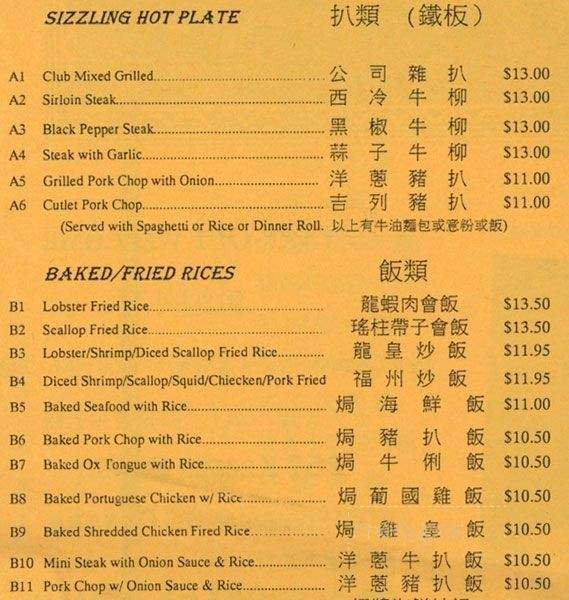 SIZZLING HOT PLATE 扒類 (鐵板)
A1 Club Mixed Grilled 公司雜扒 $13.00
A2 Sirloin Steak 西冷牛柳 $13.00
A3 Black Pepper Steak 黑椒牛柳 $13.00
A4 Steak with Garlic 蒜子牛柳 $13.00
A5 Grilled Pork Chop with Onion 洋蔥豬扒 $11.00
A6 Cutlet Pork Chop 吉列豬扒 $11.00
(Served with Spaghetti or Rice or Dinner Roll. 以上有牛油麵包或意粉或飯)
BAKED/FRIED RICES 飯類
B1 Lobster Fried Rice 龍蝦肉會飯 $13.50
B2 Scallop Fried Rice 瑤柱帶子會飯 $13.50
B3 Lobster/Shrimp/Diced Scallop Fried Rice 龍皇炒飯 $11.95
B4 Diced Shrimp/Scallop/Squid/Chiecken/Pork Fried 福州炒飯 $11.95
B5 Baked Seafood with Rice 焗海鮮飯 $11.00
B6 Baked Pork Chop with Rice 焗豬扒飯 $10.50
B7 Baked Ox Tongue with Rice 焗牛脷飯 $10.50
B8 Baked Portuguese Chicken w/ Rice 焗葡國雞飯 $10.50
B9 Baked Shredded Chicken Fired Rice 焗雞皇飯 $10.50
B10 Mini Steak with Onion Sauce & Rice 洋蔥牛扒飯 $10.50
B11 Pork Chop w/ Onion Sauce & Rice 洋蔥豬扒飯 $10.50